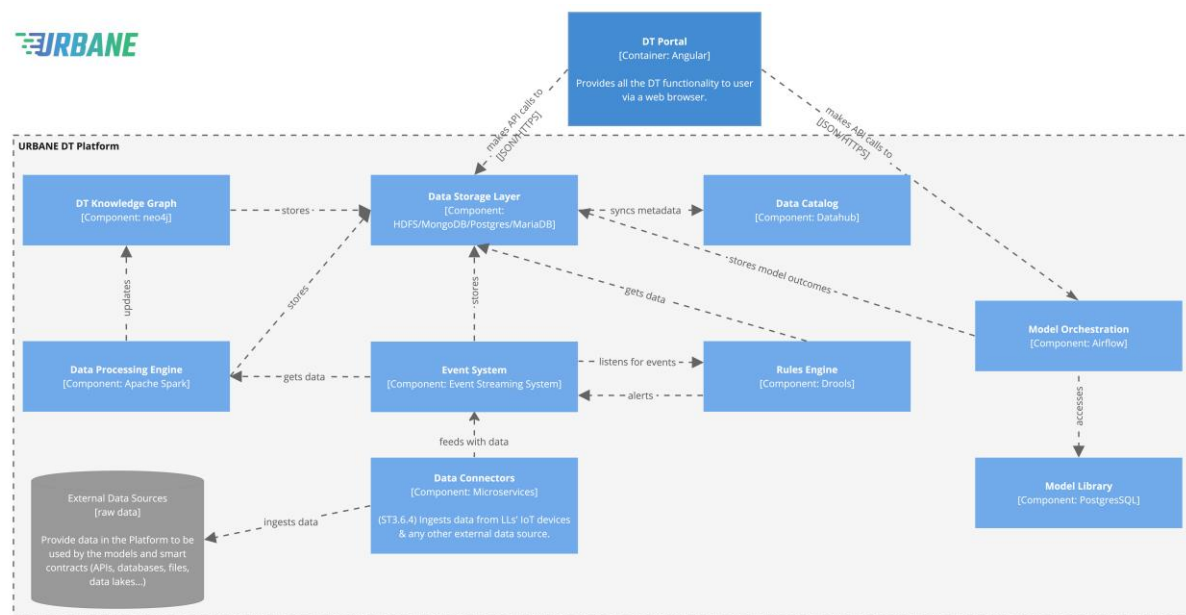 URBANE
DT Portal
[Container: Angular]
Provides all the DT functionality to user
via a web browser.
makes API calls to
[JSON/HTTPS]
makes API calls to
[JSON/HTTPS]
URBANE DT Platform
DT Knowledge Graph
[Component: neo4j]
stores
Data Storage Layer
[Component:
HDFS/MongoDB/Postgres/MariaDB]
syncs metadata
Data Catalog
[Component: Datahub]
updates
stores
stores
gets data
stores model outcomes
Model Orchestration
[Component: Airflow]
Data Processing Engine
[Component: Apache Spark]
gets data
Event System
[Component: Event Streaming System]
listens for events
alerts
Rules Engine
[Component: Drools]
accesses
feeds with data
Data Connectors
[Component: Microservices]
(ST3.6.4) Ingests data from LLs' IoT devices
& any other external data source.
Model Library
[Component: PostgresSQL]
External Data Sources
[raw data]
Provide data in the Platform to be
used by the models and smart
contracts (APIs, databases, files,
data lakes...)
ingests data